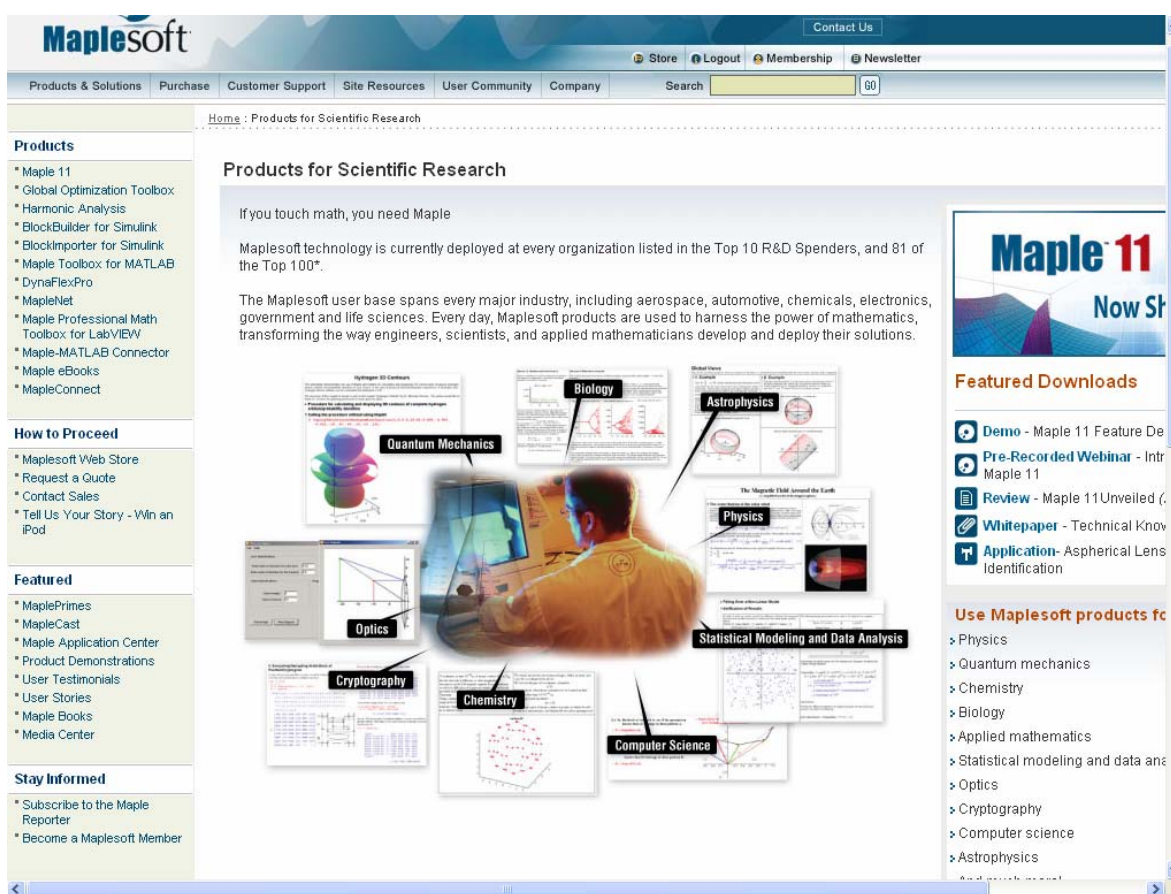 Maplesoft
Contact Us
Store Logout Membership Newsletter
Products & Solutions Purchase Customer Support Site Resources User Community Company Search GO
Home : Products for Scientific Research
Products
Maple 11
Global Optimization Toolbox
Harmonic Analysis
BlockBuilder for Simulink
BlockImporter for Simulink
Maple Toolbox for MATLAB
DynaFlexPro
MapleNet
Maple Professional Math
Toolbox for LabVIEW
Maple-MATLAB Connector
Maple eBooks
MapleConnect
How to Proceed
Maplesoft Web Store
Request a Quote
Contact Sales
Tell Us Your Story - Win an
iPod
Featured
MaplePrimes
MapleCast
Maple Application Center
Product Demonstrations
User Testimonials
User Stories
Maple Books
Media Center
Stay Informed
Subscribe to the Maple
Reporter
Become a Maplesoft Member
Products for Scientific Research
If you touch math, you need Maple
Maplesoft technology is currently deployed at every organization listed in the Top 10 R&D Spenders, and 81 of
the Top 100*.
The Maplesoft user base spans every major industry, including aerospace, automotive, chemicals, electronics,
government and life sciences. Every day, Maplesoft products are used to harness the power of mathematics,
transforming the way engineers, scientists, and applied mathematicians develop and deploy their solutions.
Hydrogen 3D Contours
Global Views
Biology
Astrophysics
Quantum Mechanics
The Magnetic Field Around the Earth
Physics
Optics
Statistical Modeling and Data Analysis
Cryptography
Chemistry
Computer Science
Maple 11
Now Sh
Featured Downloads
Demo - Maple 11 Feature De
Pre-Recorded Webinar - Intr
Maple 11
Review - Maple 11Unveiled (
Whitepaper - Technical Know
Application- Aspherical Lens
Identification
Use Maplesoft products fo
Physics
Quantum mechanics
Chemistry
Biology
Applied mathematics
Statistical modeling and data ana
Optics
Cryptography
Computer science
Astrophysics
And much more!